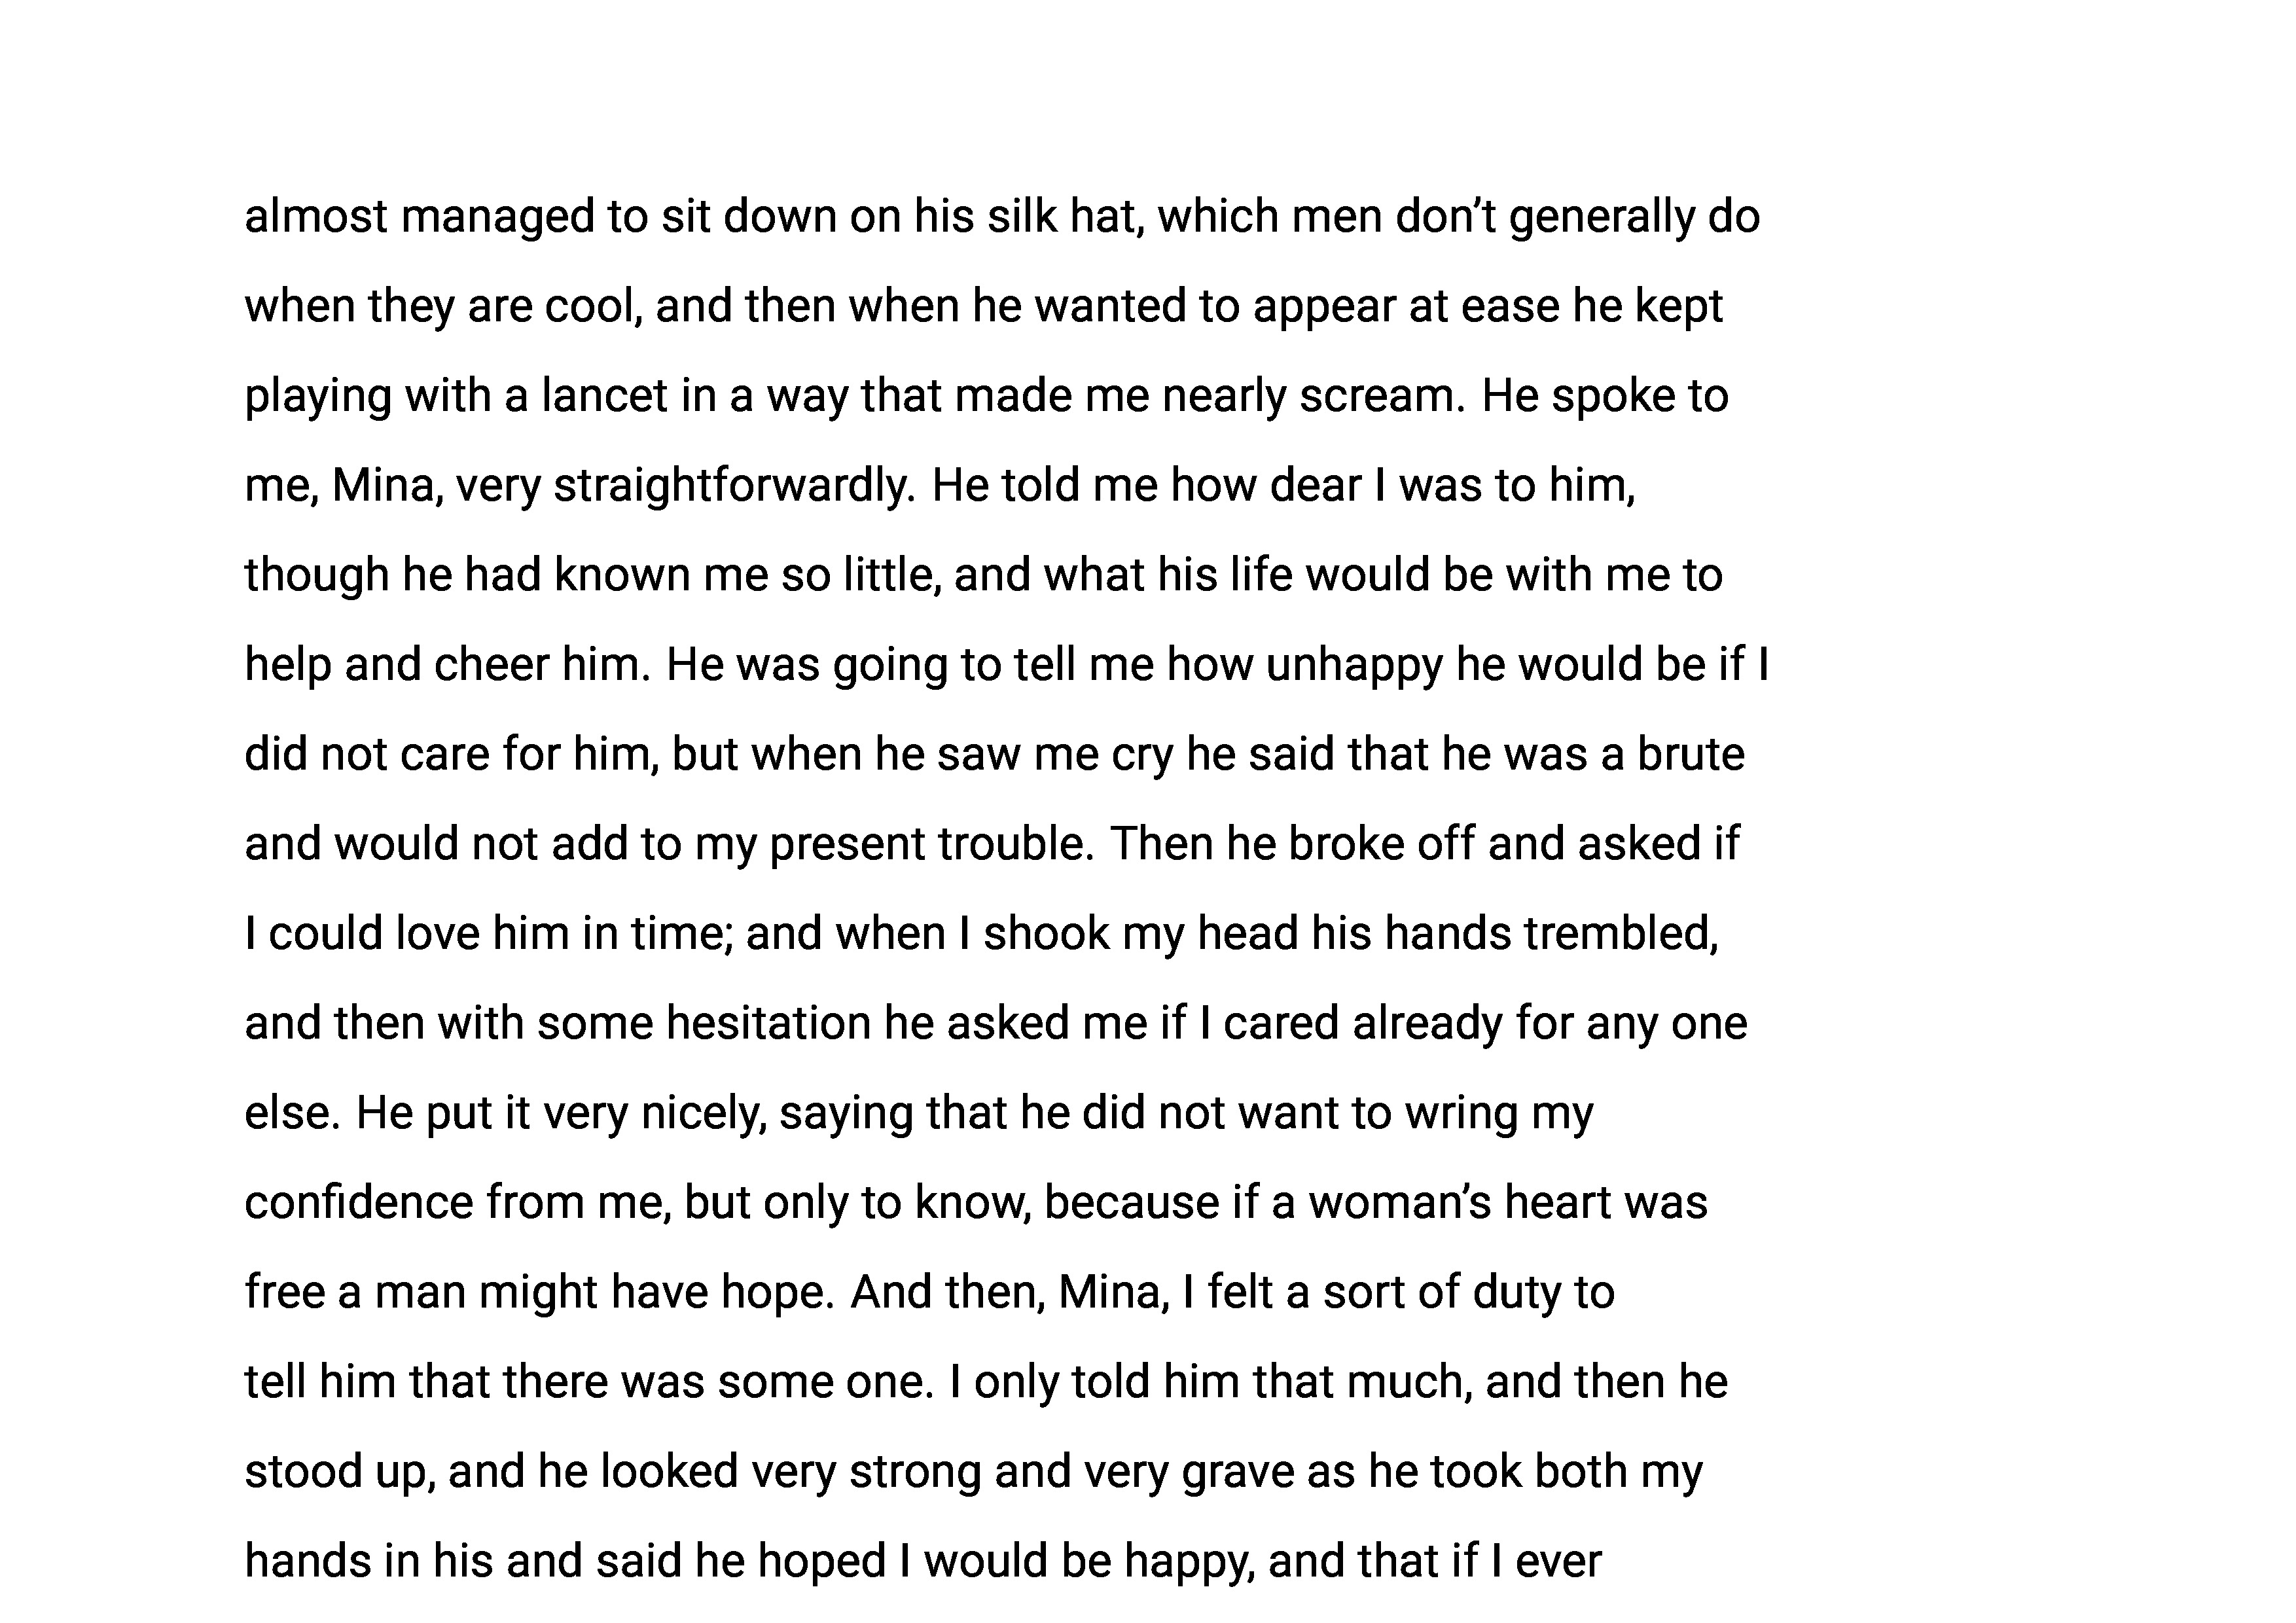 almost managed to sit down on his silk hat, which men don’t generally do
when they are cool, and then when he wanted to appear at ease he kept
playing with a lancet in a way that made me nearly scream. He spoke to
me, Mina, very straightforwardly. He told me how dear I was to him,
though he had known me so little, and what his life would be with me to
help and cheer him. He was going to tell me how unhappy he would be if I
did not care for him, but when he saw me cry he said that he was a brute
and would not add to my present trouble. Then he broke off and asked if
I could love him in time; and when I shook my head his hands trembled,
and then with some hesitation he asked me if I cared already for any one
else. He put it very nicely, saying that he did not want to wring my
confidence from me, but only to know, because if a woman’s heart was
free a man might have hope. And then, Mina, I felt a sort of duty to
tell him that there was some one. I only told him that much, and then he
stood up, and he looked very strong and very grave as he took both my
hands in his and said he hoped I would be happy, and that if I ever